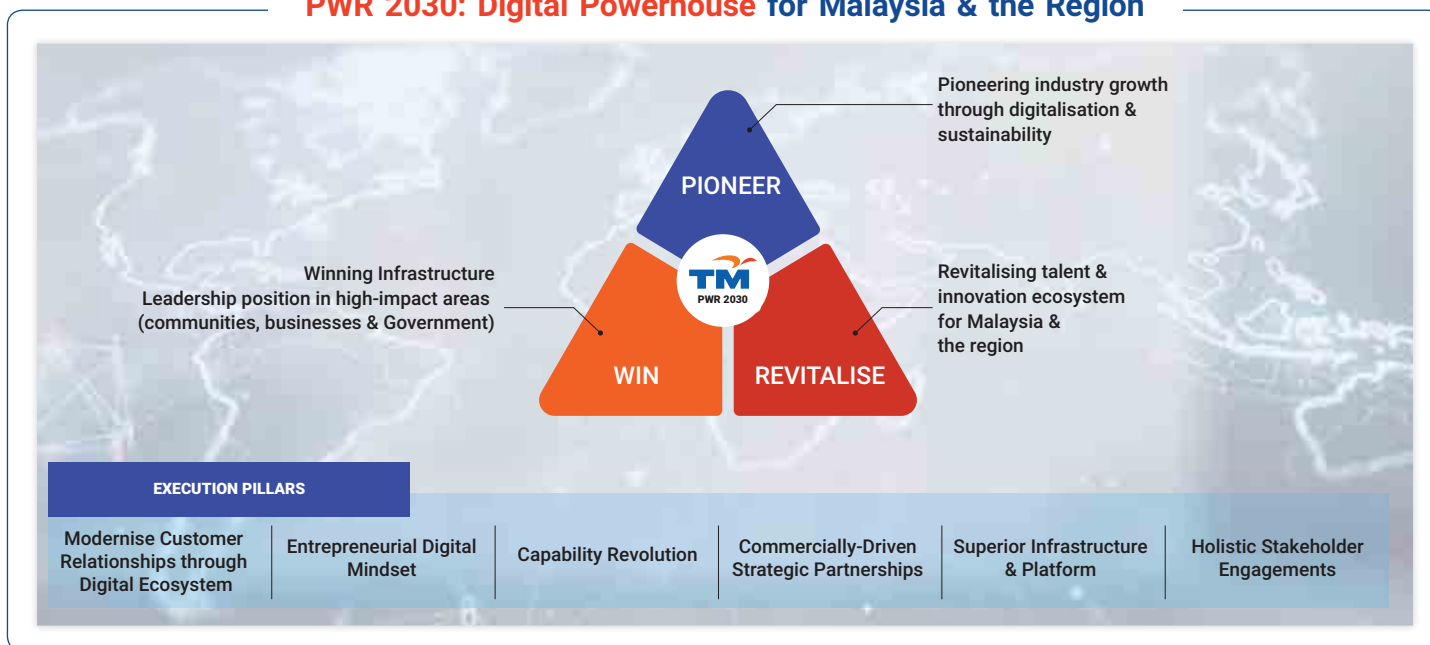 PWR 2030: Digital Powerhouse for Malaysia & the Region
PIONEER
Pioneering industry growth
through digitalisation &
sustainability
Winning Infrastructure
Leadership position in high-impact areas
(communities, businesses & Government)
TM
PWR 2030
Revitalising talent &
innovation ecosystem
for Malaysia &
the region
WIN
REVITALISE
EXECUTION PILLARS
Modernise Customer
Relationships through
Digital Ecosystem
Entrepreneurial Digital
Mindset
Capability Revolution
Commercially-Driven
Strategic Partnerships
Superior Infrastructure
& Platform
Holistic Stakeholder
Engagements